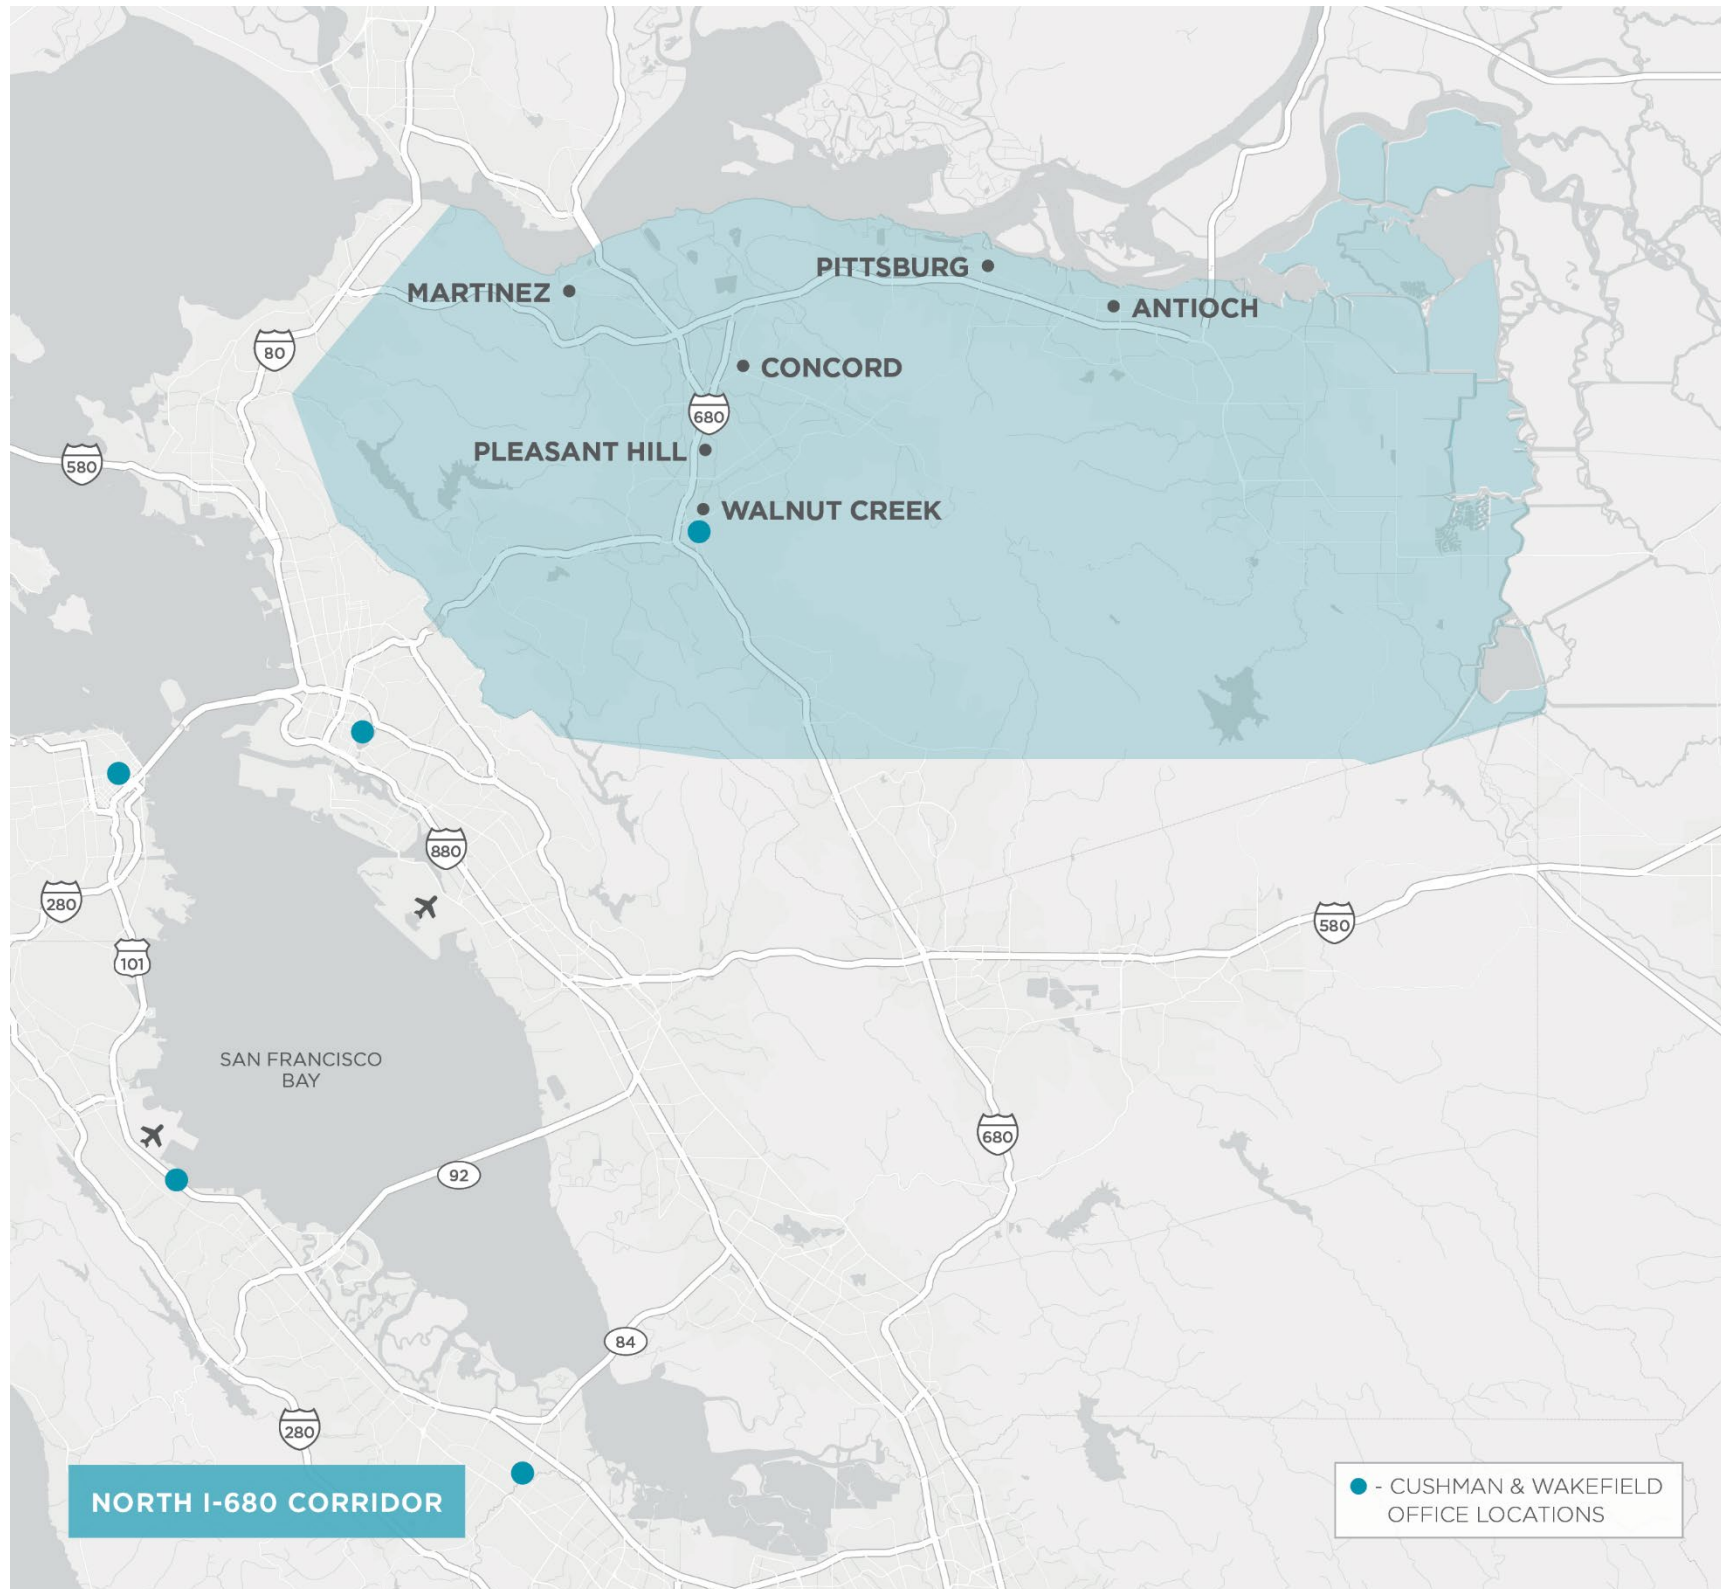 PITTSBURG
MARTINEZ
ANTIOCH
80
CONCORD
680
PLEASANT HILL
580
WALNUT CREEK
880
280
580
101
SAN FRANCISCO
BAY
680
92
84
280
NORTH I-680 CORRIDOR
- CUSHMAN & WAKEFIELD
OFFICE LOCATIONS